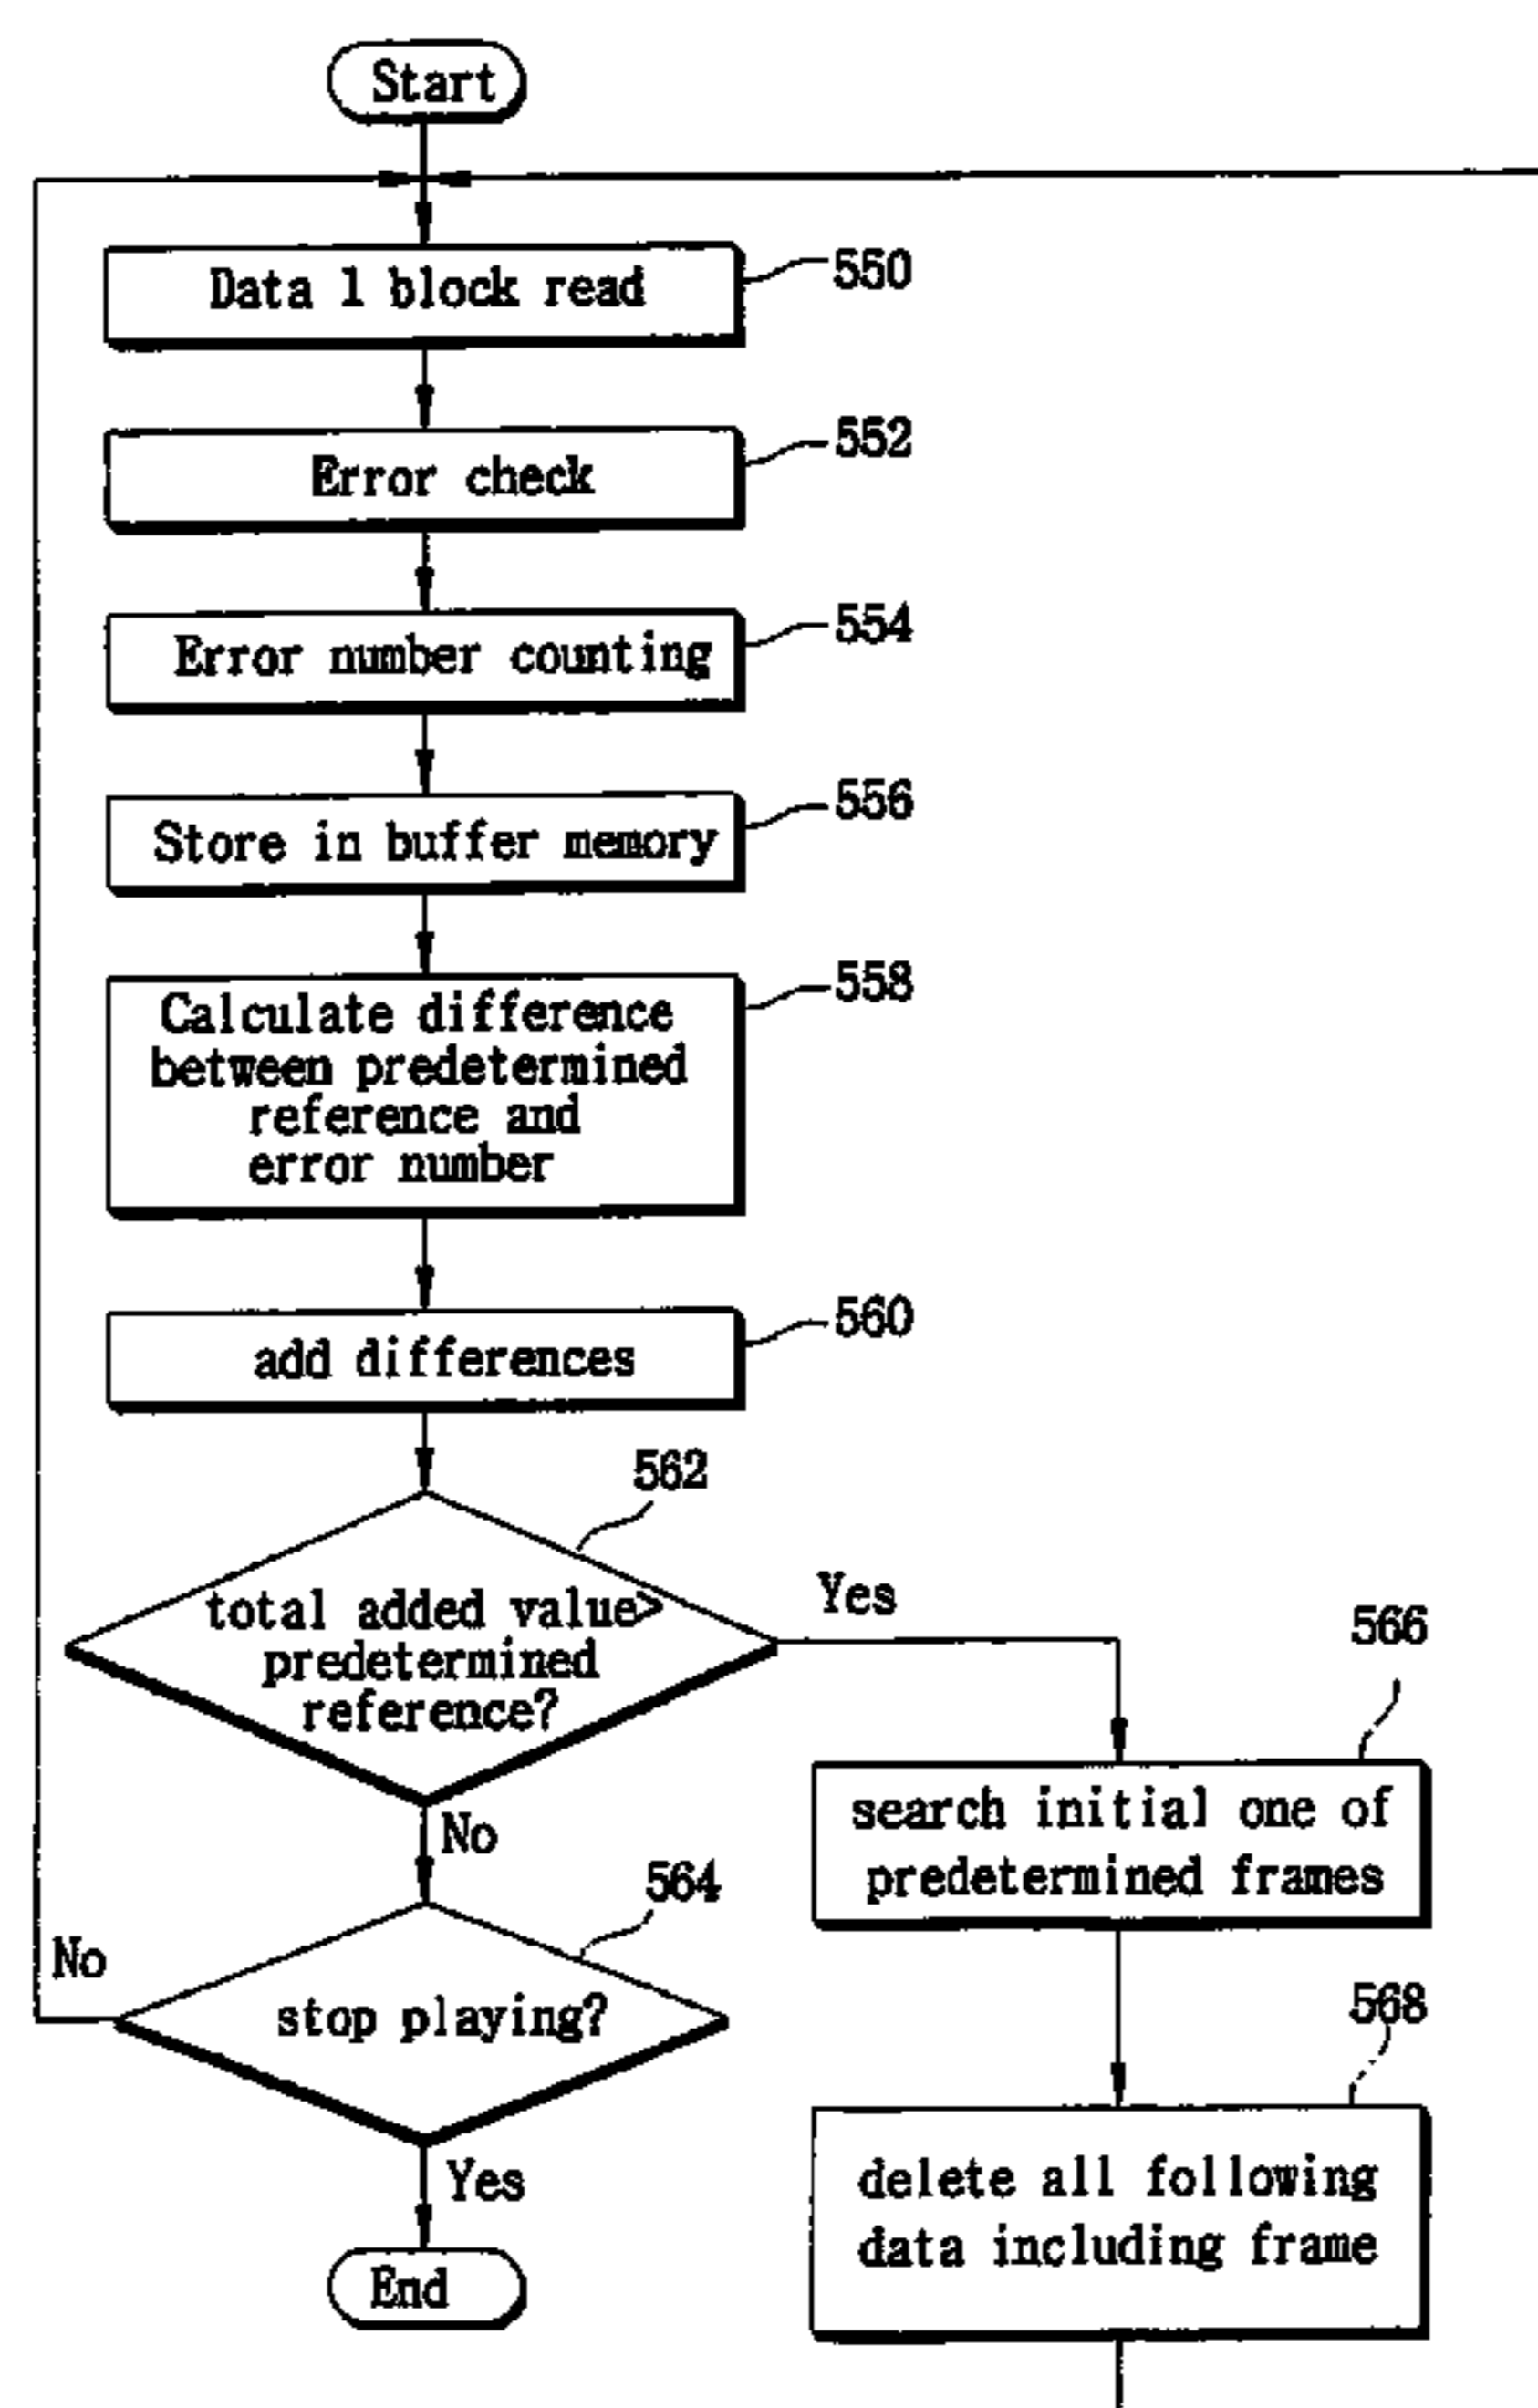 Start
Data 1 block read
550
Error check
552
Error number counting
554
Store in buffer memory
556
Calculate difference
between predetermined
reference and
error number
558
add differences
560
562
total added value>
predetermined
reference?
Yes
No
566
search initial one of
predetermined frames
564
No
stop playing?
568
Yes
delete all following
data including frame
End